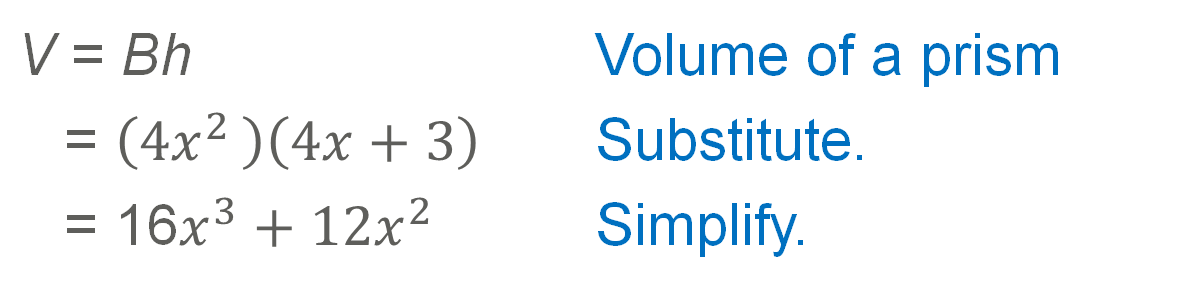 V = Bh Volume of a prism
= (4x²)(4x + 3) Substitute.
= 16x³ + 12x² Simplify.